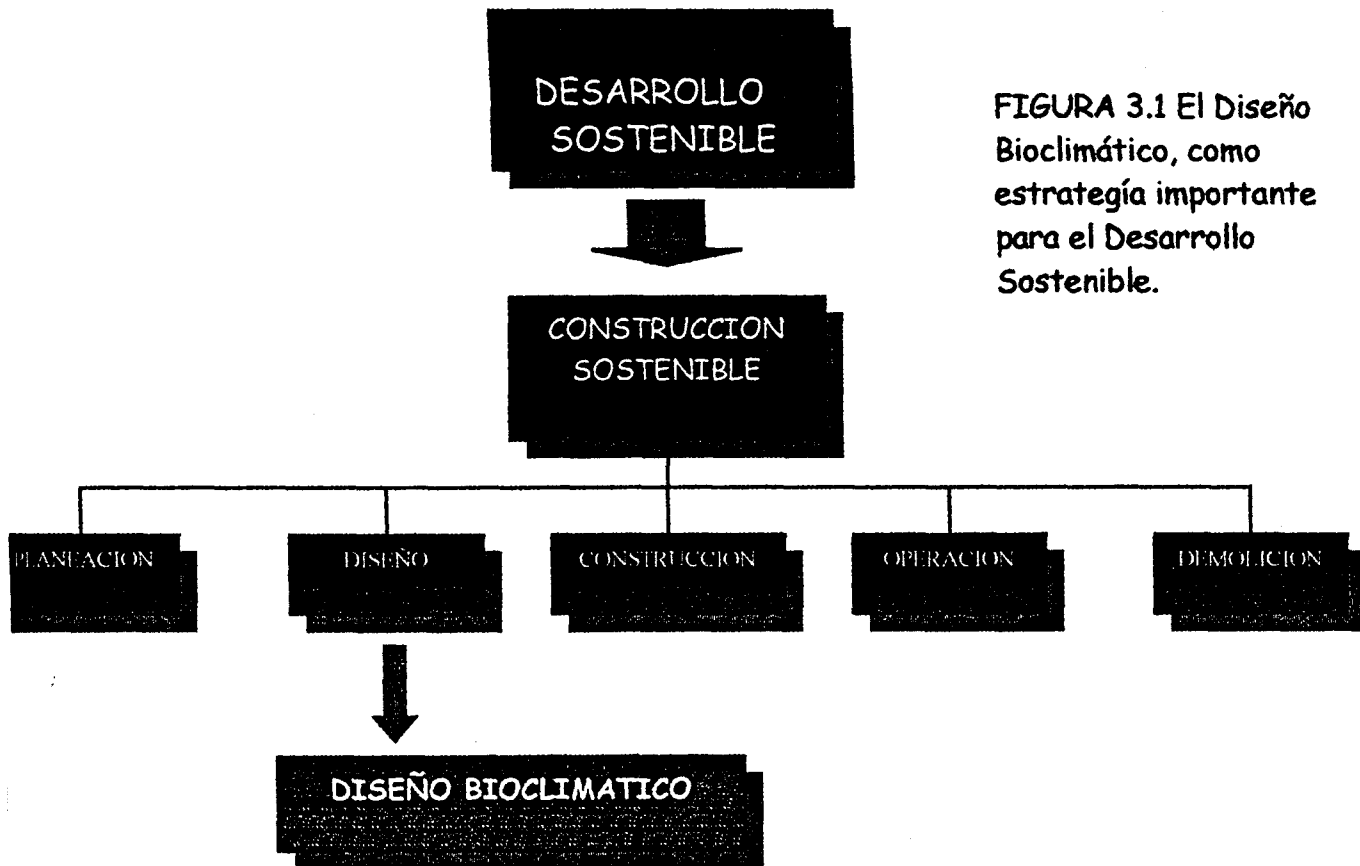 DESARROLLO
SOSTENIBLE
FIGURA 3.1 El Diseño
Bioclimático, como
estrategía importante
para el Desarrollo
Sostenible.
CONSTRUCCION
SOSTENIBLE
PLANEACION
DISEÑO
CONSTRUCCION
OPERACION
DEMOLICION
DISEÑO BIOCLIMATICO